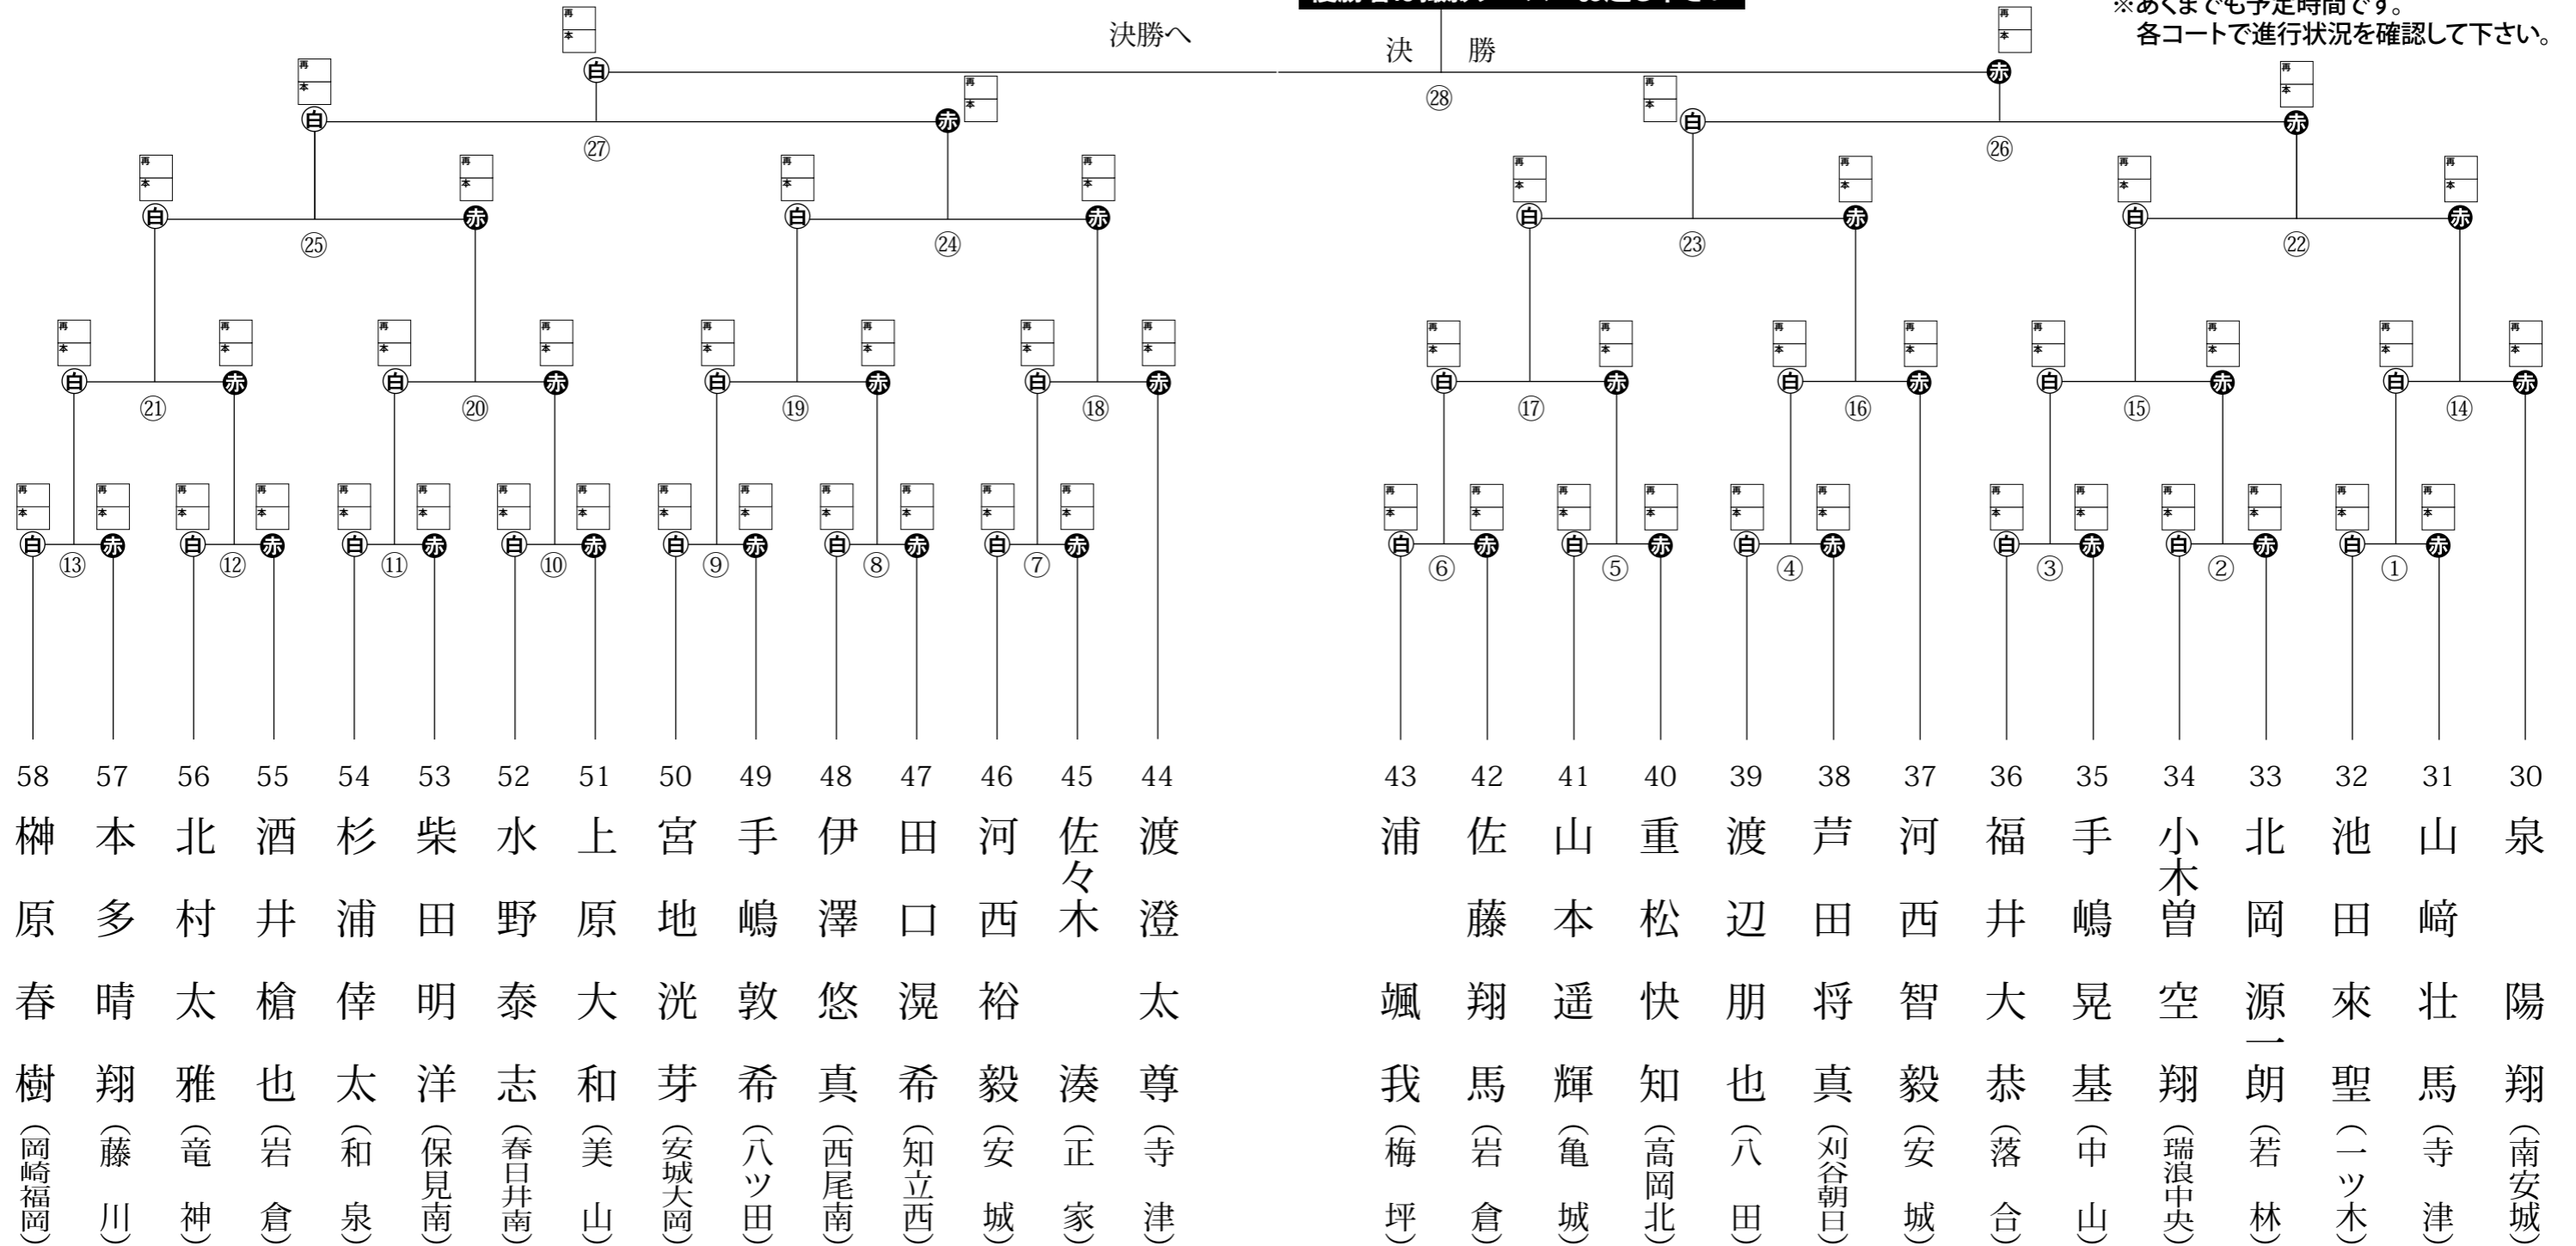 決勝へ
決 勝
※あくまでも予定時間です。
各コートで進行状況を確認して下さい。
再 本
白 赤
㉘
㉗ ㉖
㉕ ㉔ ㉓ ㉒
㉑ ⑳ ⑲ ⑱ ⑰ ⑯ ⑮ ⑭
⑬ ⑫ ⑪ ⑩ ⑨ ⑧ ⑦ ⑥ ⑤ ④ ③ ② ①
30 泉 陽翔(南安城)
31 山﨑壮馬(寺津)
32 池田來聖(一ツ木)
33 北岡源一朗(若林)
34 小木曽空翔(瑞浪中央)
35 手嶋晃基(中山)
36 福井大恭(落合)
37 河西智毅(安城)
38 芦田将真(刈谷朝日)
39 渡辺朋也(八田)
40 重松快知(高岡北)
41 山本遥輝(亀城)
42 佐藤翔馬(岩倉)
43 浦 颯我(梅坪)
44 渡澄太尊(寺津)
45 佐々木 湊(正家)
46 河西裕毅(安城)
47 田口滉希(知立西)
48 伊澤悠真(西尾南)
49 手嶋敦希(八ツ田)
50 宮地洸芽(安城大岡)
51 上原大和(美山)
52 水野泰志(春日井南)
53 柴田明洋(保見南)
54 杉浦倖太(和泉)
55 酒井槍也(岩倉)
56 北村太雅(竜神)
57 本多晴翔(藤川)
58 榊原春樹(岡崎福岡)